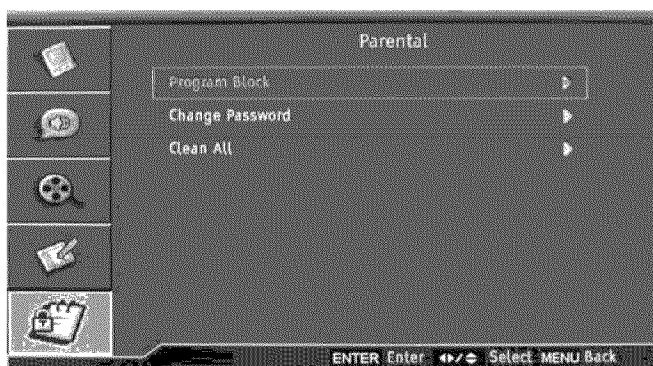 Parental
Program Block
Change Password
Clean All
ENTER Enter ◄►/◆ Select MENU Back